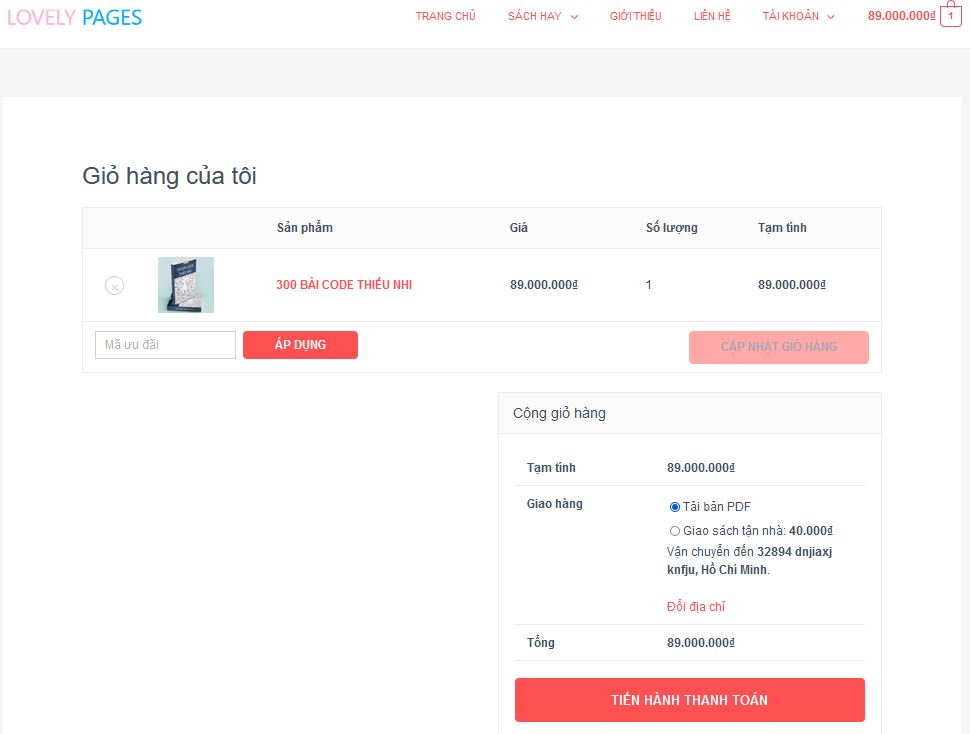 LOVELY PAGES
TRANG CHỦ SÁCH HAY GIỚI THIỆU LIÊN HỆ TÀI KHOẢN 89.000.000₫ 1
Giỏ hàng của tôi
Sản phẩm Giá Số lượng Tạm tính
× 300 BÀI CODE THIẾU NHI 89.000.000₫ 1 89.000.000₫
Mã ưu đãi ÁP DỤNG CẬP NHẬT GIỎ HÀNG
Cộng giỏ hàng
Tạm tính 89.000.000₫
Giao hàng Tải bản PDF
Giao sách tận nhà: 40.000₫
Vận chuyển đến 32894 dnjiaxj
knfju, Hồ Chí Minh.
Đổi địa chỉ
Tổng 89.000.000₫
TIẾN HÀNH THANH TOÁN